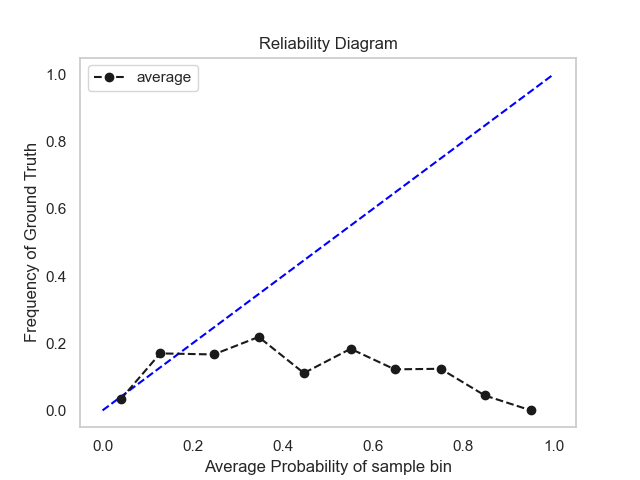 Reliability Diagram
average
1.0
0.8
0.6
0.4
0.2
0.0
Frequency of Ground Truth
0.0 0.2 0.4 0.6 0.8 1.0
Average Probability of sample bin